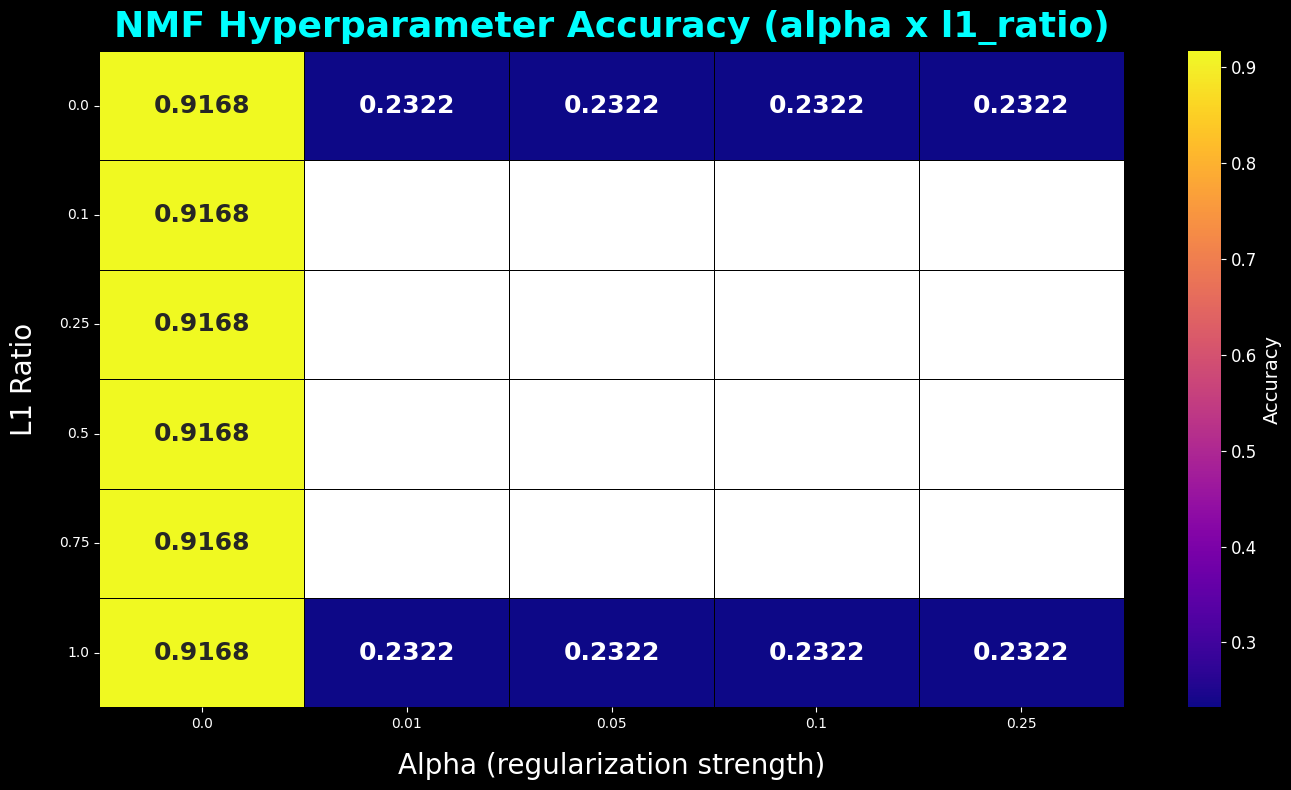 NMF Hyperparameter Accuracy (alpha x l1_ratio)
0.0 0.9168 0.2322 0.2322 0.2322 0.2322
0.1 0.9168
0.25 0.9168
0.5 0.9168
0.75 0.9168
1.0 0.9168 0.2322 0.2322 0.2322 0.2322
0.0 0.01 0.05 0.1 0.25
Alpha (regularization strength)
L1 Ratio
0.9
0.8
0.7
0.6
0.5
0.4
0.3
Accuracy